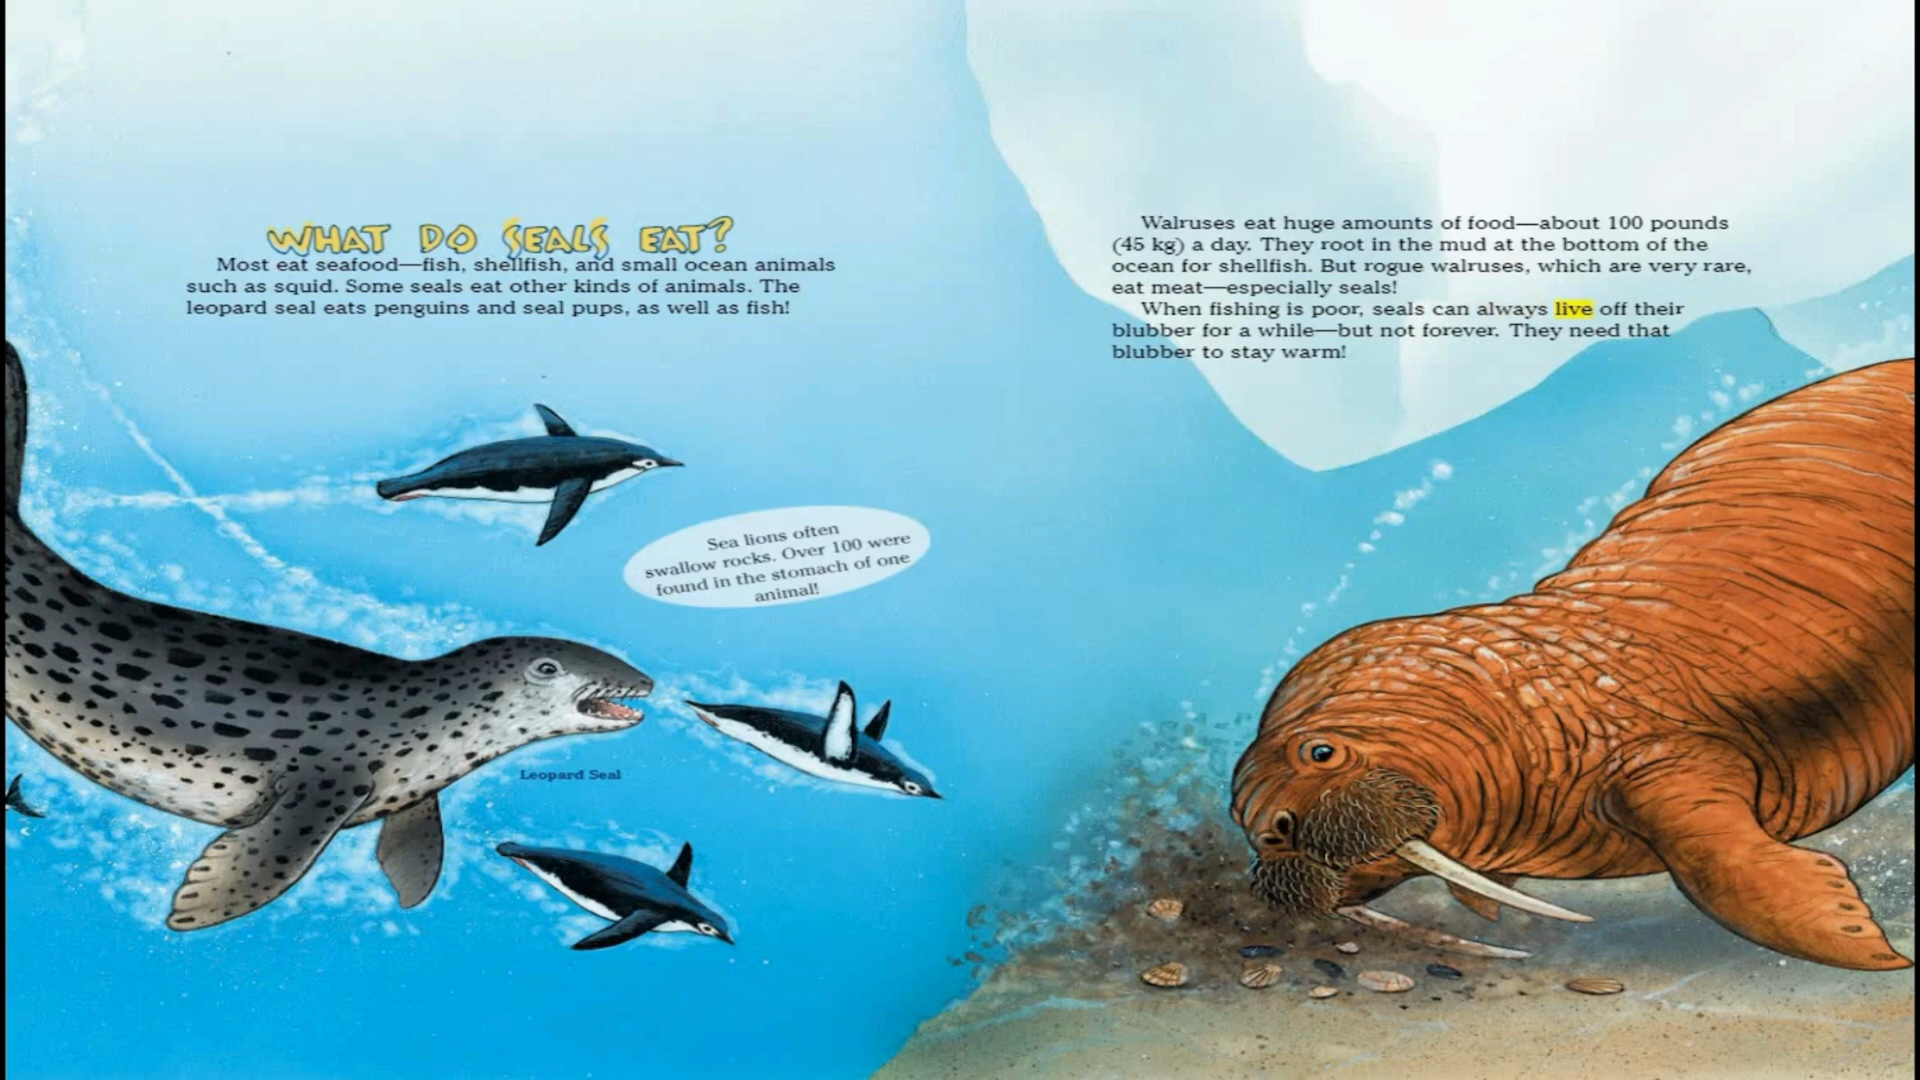 WHAT DO SEALS EAT?
Most eat seafood—fish, shellfish, and small ocean animals
such as squid. Some seals eat other kinds of animals. The
leopard seal eats penguins and seal pups, as well as fish!
Sea lions often
swallow rocks. Over 100 were
found in the stomach of one
animal!
Leopard Seal
Walruses eat huge amounts of food—about 100 pounds
(45 kg) a day. They root in the mud at the bottom of the
ocean for shellfish. But rogue walruses, which are very rare,
eat meat—especially seals!
When fishing is poor, seals can always live off their
blubber for a while—but not forever. They need that
blubber to stay warm!